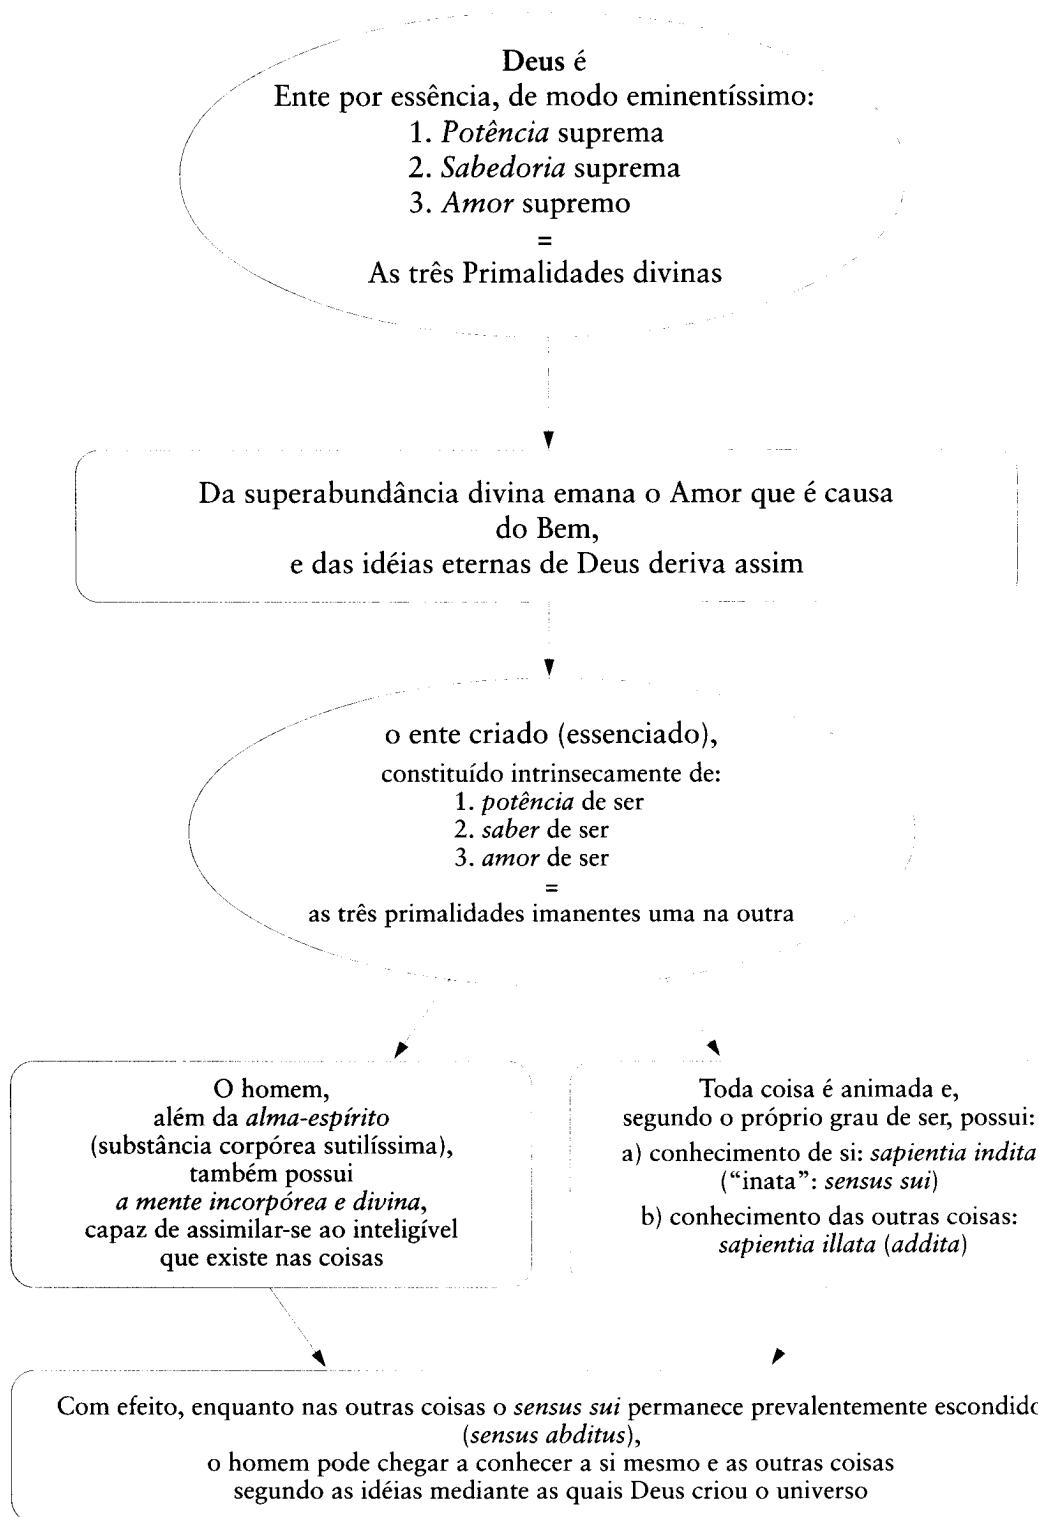 Deus é
Ente por essência, de modo eminentíssimo:
1. Potência suprema
2. Sabedoria suprema
3. Amor supremo
=
As três Primalidades divinas
Da superabundância divina emana o Amor que é causa
do Bem,
e das idéias eternas de Deus deriva assim
o ente criado (essenciado),
constituído intrinsecamente de:
1. potência de ser
2. saber de ser
3. amor de ser
=
as três primalidades imanentes uma na outra
O homem,
além da alma-espírito
(substância corpórea sutilíssima),
também possui
a mente incorpórea e divina,
capaz de assimilar-se ao inteligível
que existe nas coisas
Toda coisa é animada e,
segundo o próprio grau de ser, possui:
a) conhecimento de si: sapientia indita
("inata": sensus sui)
b) conhecimento das outras coisas:
sapientia illata (addita)
Com efeito, enquanto nas outras coisas o sensus sui permanece prevalentemente escondido
(sensus abditus),
o homem pode chegar a conhecer a si mesmo e as outras coisas
segundo as idéias mediante as quais Deus criou o universo